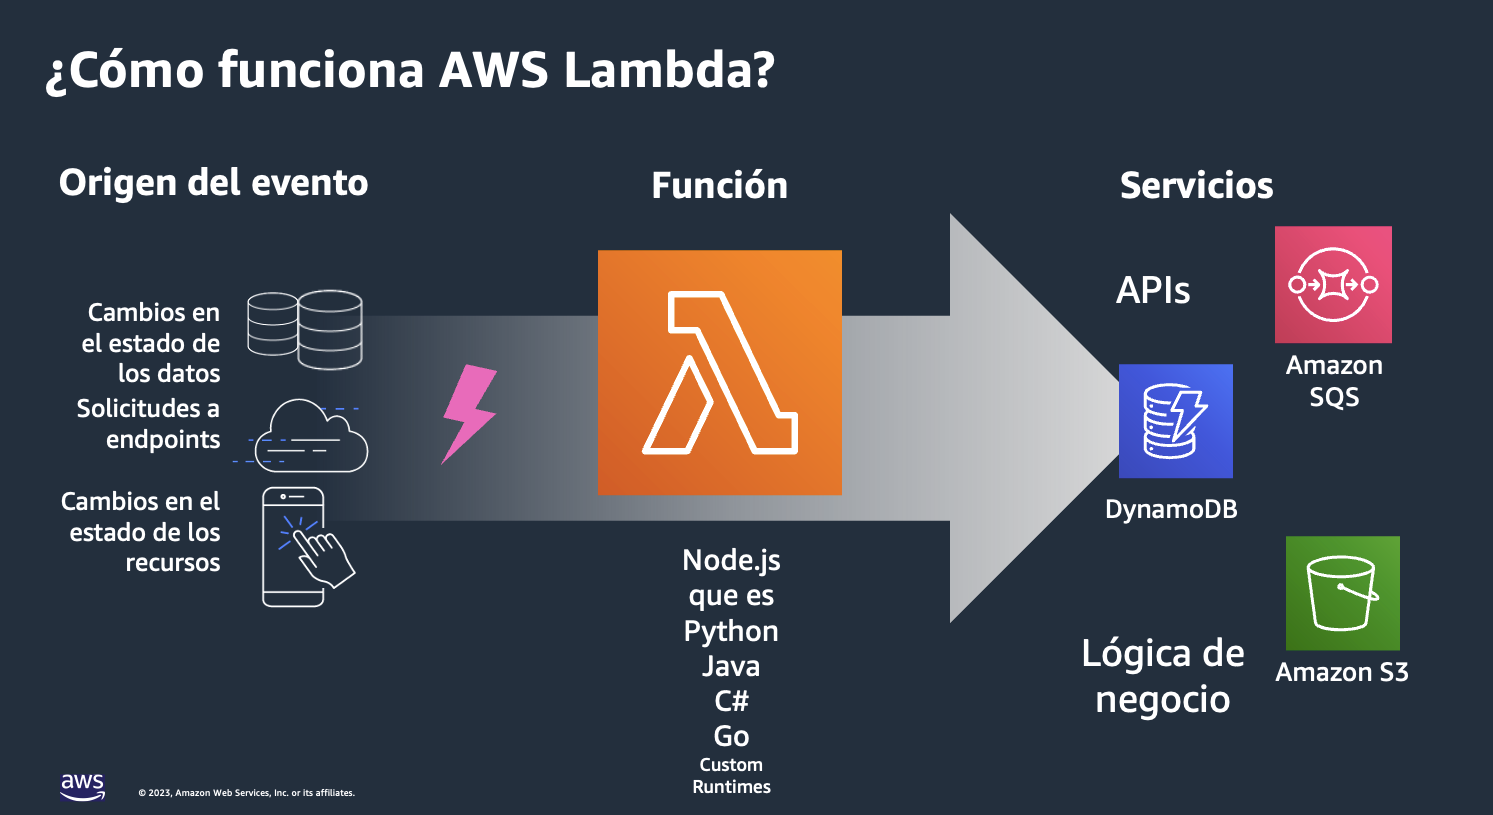 ¿Cómo funciona AWS Lambda?
Origen del evento
Cambios en
el estado de
los datos
Solicitudes a
endpoints
Cambios en el
estado de los
recursos
Función
Node.js
que es
Python
Java
C#
Go
Custom
Runtimes
Servicios
APIs
Amazon
SQS
DynamoDB
Lógica de
negocio
Amazon S3
aws
© 2023, Amazon Web Services, Inc. or its affiliates.